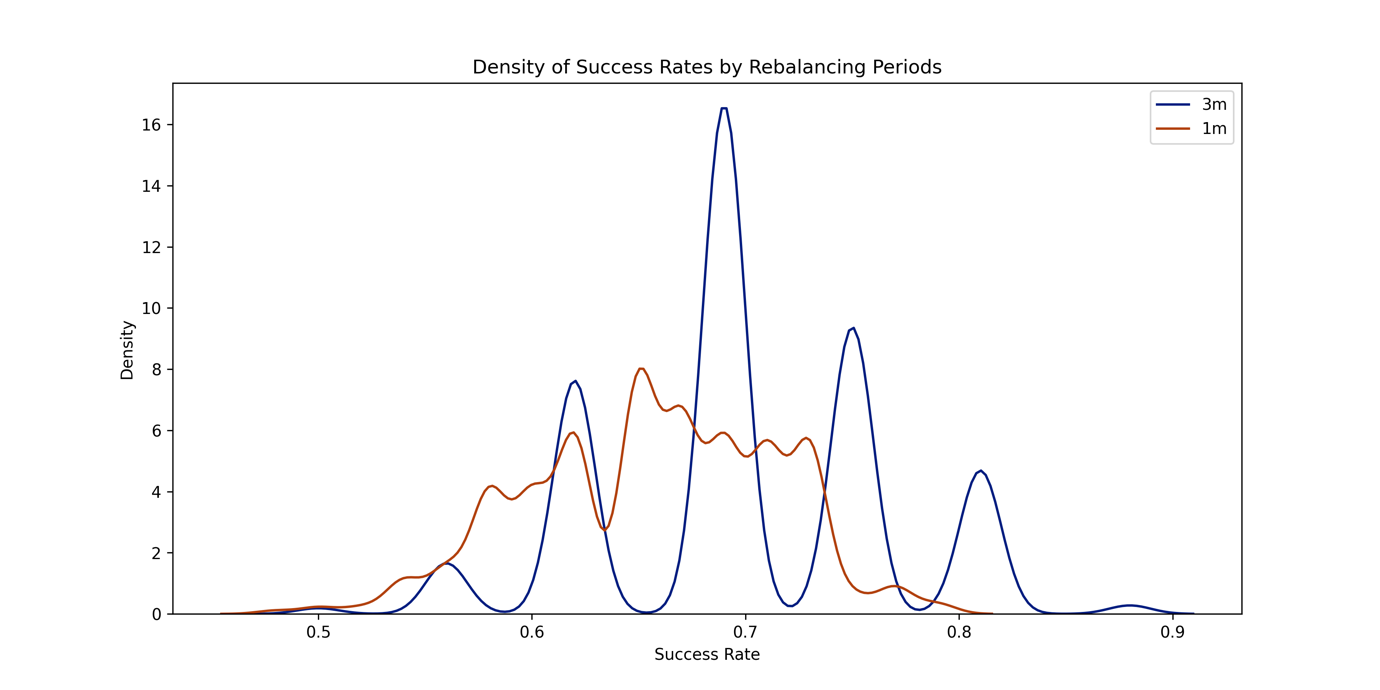 Density of Success Rates by Rebalancing Periods
3m
1m
16
14
12
10
8
6
4
2
0
Density
0.5 0.6 0.7 0.8 0.9
Success Rate